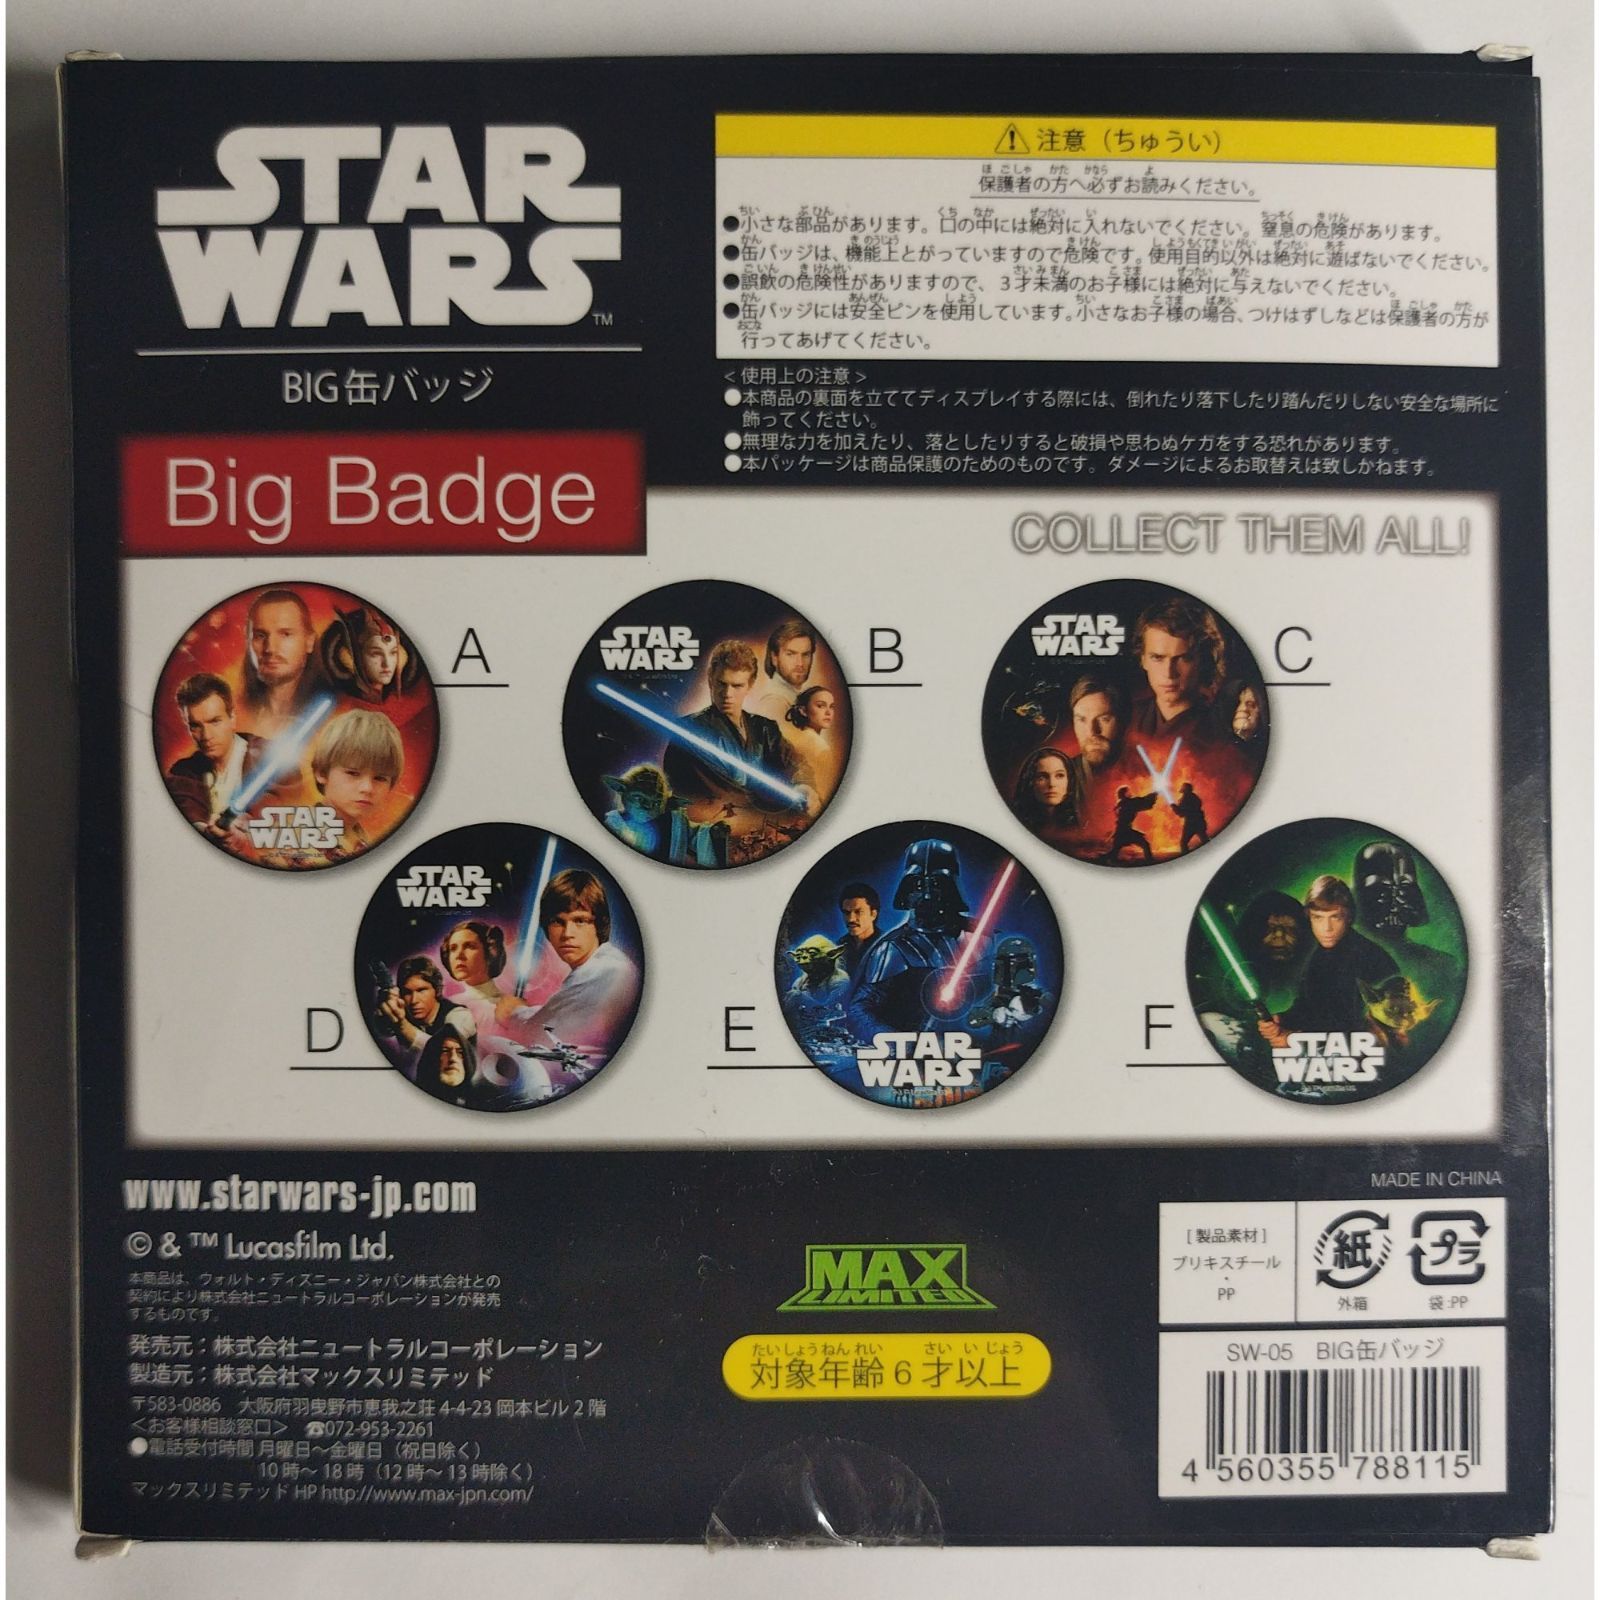 STAR
WARS™
BIG缶バッジ
Big Badge
⚠注意（ちゅうい）
保護者の方へ必ずお読みください。
●小さな部品があります。口の中には絶対に入れないでください。窒息の危険があります。
●缶バッジは、機能上とがっていますので危険です。使用目的以外は絶対に遊ばないでください。
●誤飲の危険性がありますので、３才未満のお子様には絶対に与えないでください。
●缶バッジには安全ピンを使用しています。小さなお子様の場合、つけはずしなどは保護者の方が
行ってあげてください。
＜使用上の注意＞
●本商品の裏面を立ててディスプレイする際には、倒れたり落下したり踏んだりしない安全な場所に
飾ってください。
●無理な力を加えたり、落としたりすると破損や思わぬケガをする恐れがあります。
●本パッケージは商品保護のためのものです。ダメージによるお取替えは致しかねます。
COLLECT THEM ALL!
STAR
WARS
A
STAR
WARS
B
STAR
WARS
C
STAR
WARS
D
STAR
WARS
E
STAR
WARS
F
www.starwars-jp.com
© & ™ Lucasfilm Ltd.
本商品は、ウォルト・ディズニー・ジャパン株式会社との
契約により株式会社ニュートラルコーポレーションが発売
するものです。
発売元：株式会社ニュートラルコーポレーション
製造元：株式会社マックスリミテッド
〒583-0886　大阪府羽曳野市恵我之荘4-4-23 岡本ビル2階
＜お客様相談窓口＞　☎072-953-2261
●電話受付時間 月曜日～金曜日（祝日除く）
10時～18時（12時～13時除く）
マックスリミテッド HP http://www.max-jpn.com/
MAX
LIMITED
たいしょうねんれい　さいいじょう
対象年齢６才以上
MADE IN CHINA
［製品素材］
ブリキスチール
・
PP
紙
外箱
プラ
袋:PP
SW-05　BIG缶バッジ
4 560355 788115